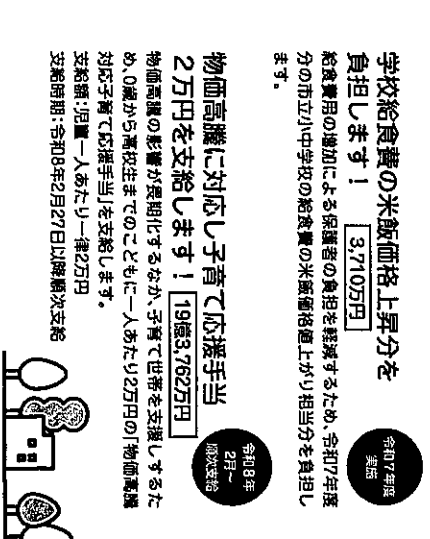 学校給食費の米飯価格上昇分を
負担します! 3,710万円
令和7年度
実施
給食費用の増加による保護者の負担を軽減するため、令和7年度
分の市立小中学校の給食費の米飯価格値上がり相当分を負担し
ます。
物価高騰に対応し子育て応援手当
2万円を支給します! 19億3,762万円
令和8年
2月~
順次支給
物価高騰の影響が長期化するなか、子育て世帯を支援しするた
め、0歳から高校生までのこどもに一人あたり2万円の「物価高騰
対応子育て応援手当」を支給します。
支給額:児童一人あたり一律2万円
支給時期:令和8年2月27日以降順次支給